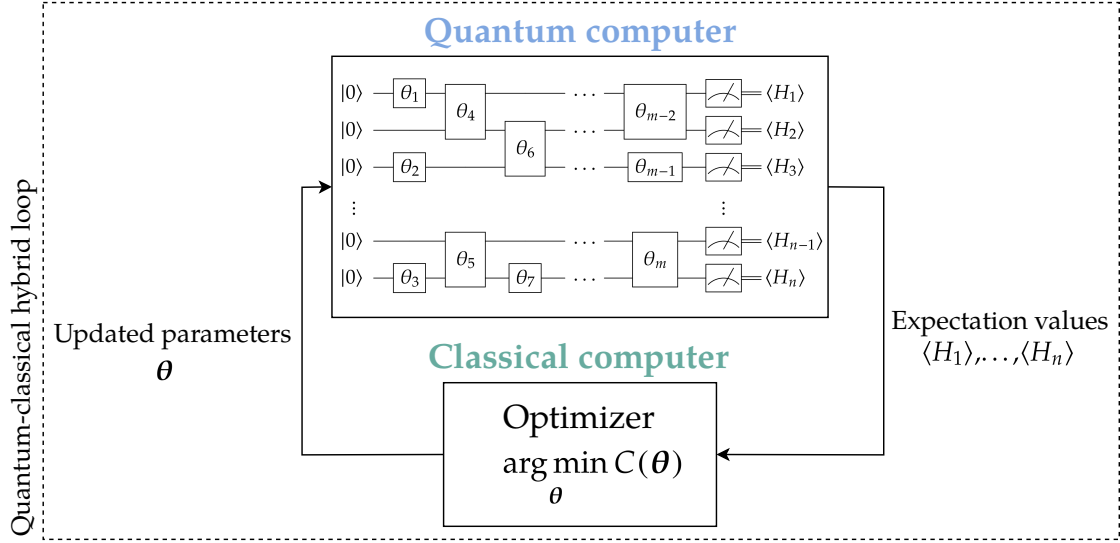 Quantum computer
|0⟩ θ₁ θ₄ ··· θₘ₋₂ ⟨H₁⟩
|0⟩ ··· ⟨H₂⟩
θ₆
|0⟩ θ₂ ··· θₘ₋₁ ⟨H₃⟩
⋮ ⋮
|0⟩ θ₅ ··· θₘ ⟨Hₙ₋₁⟩
|0⟩ θ₃ θ₇ ··· ⟨Hₙ⟩
Quantum-classical hybrid loop
Updated parameters
θ
Expectation values
⟨H₁⟩,...,⟨Hₙ⟩
Classical computer
Optimizer
arg min C(θ)
θ